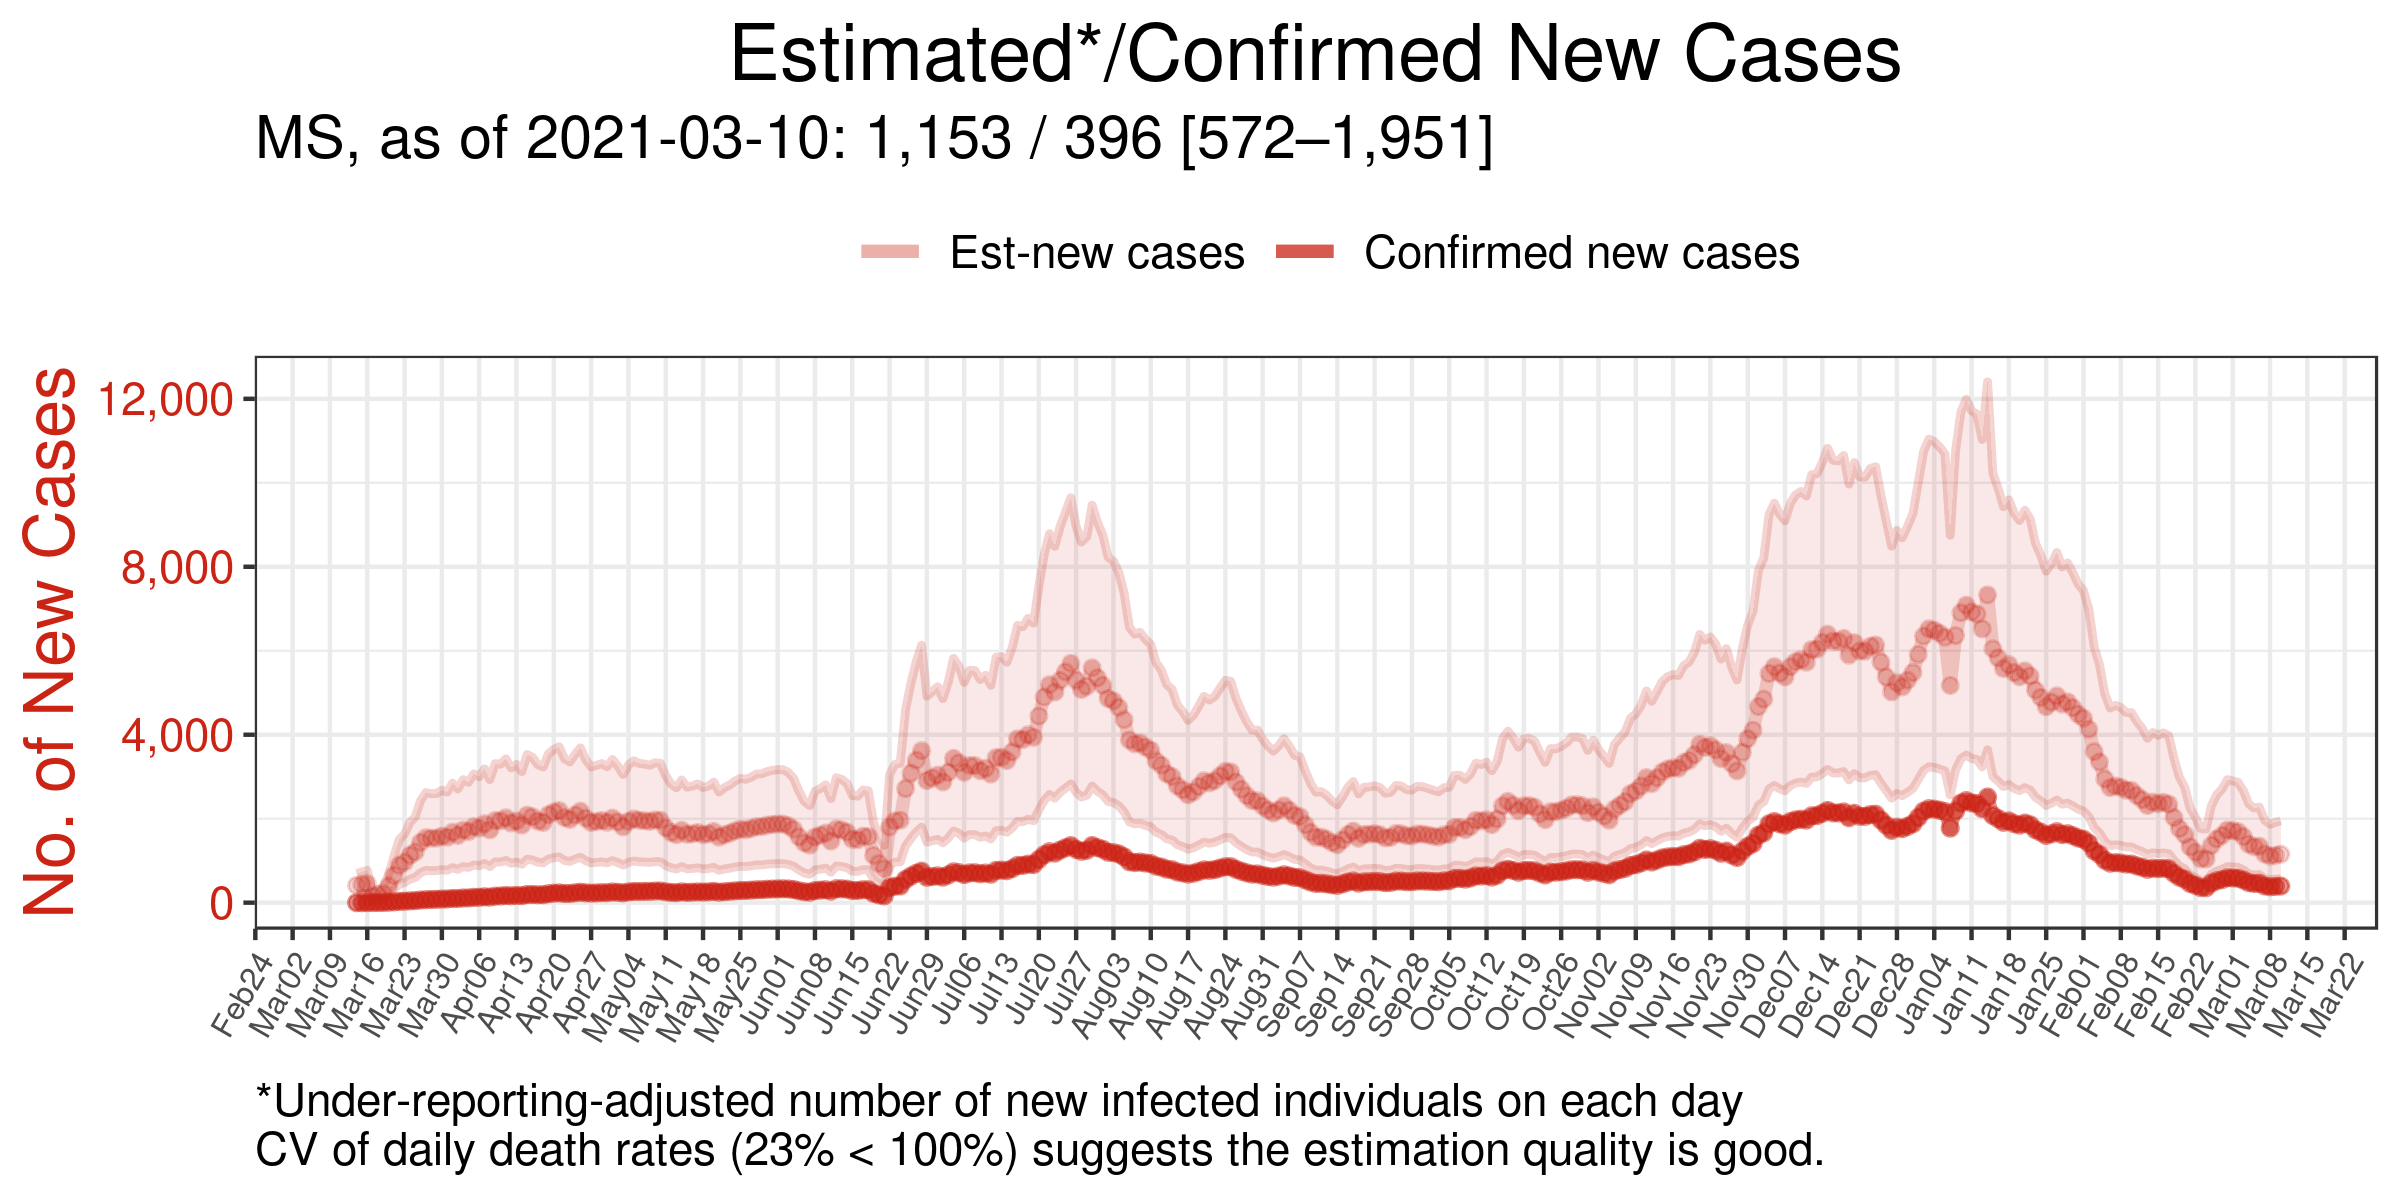 Estimated*/Confirmed New Cases
MS, as of 2021-03-10: 1,153 / 396 [572–1,951]
Est-new cases Confirmed new cases
No. of New Cases
12,000
8,000
4,000
0
Feb24 Mar02 Mar09 Mar16 Mar23 Mar30 Apr06 Apr13 Apr20 Apr27 May04 May11 May18 May25 Jun01 Jun08 Jun15 Jun22 Jun29 Jul06 Jul13 Jul20 Jul27 Aug03 Aug10 Aug17 Aug24 Aug31 Sep07 Sep14 Sep21 Sep28 Oct05 Oct12 Oct19 Oct26 Nov02 Nov09 Nov16 Nov23 Nov30 Dec07 Dec14 Dec21 Dec28 Jan04 Jan11 Jan18 Jan25 Feb01 Feb08 Feb15 Feb22 Mar01 Mar08 Mar15 Mar22
*Under-reporting-adjusted number of new infected individuals on each day
CV of daily death rates (23% < 100%) suggests the estimation quality is good.